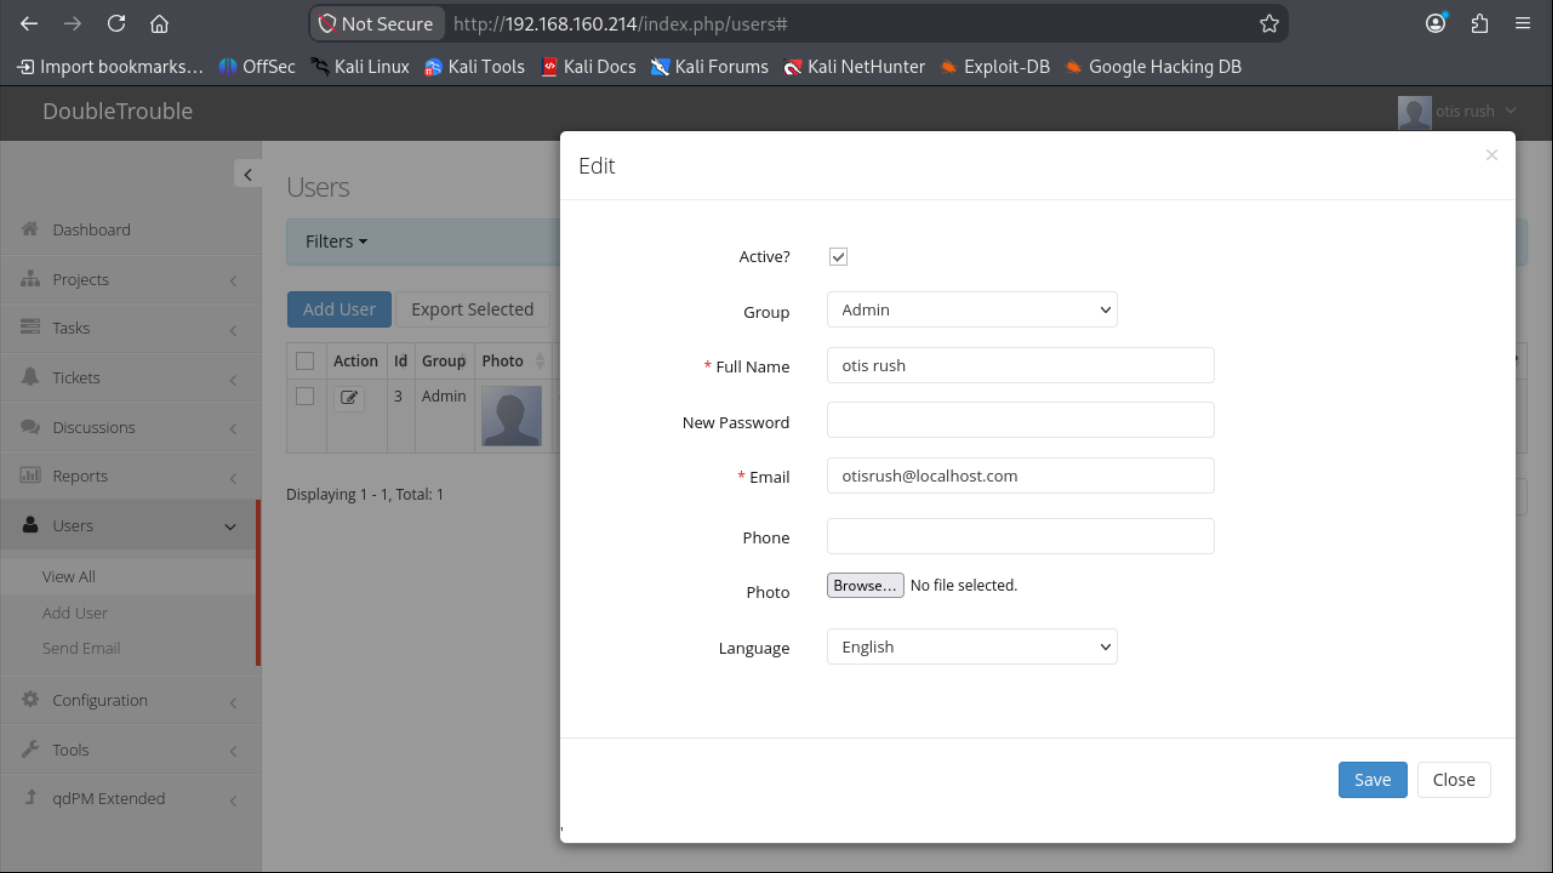 Not Secure http://192.168.160.214/index.php/users#
Import bookmarks... OffSec Kali Linux Kali Tools Kali Docs Kali Forums Kali NetHunter Exploit-DB Google Hacking DB
DoubleTrouble
otis rush
Edit
×
Users
Dashboard
Filters
Active?
Projects
Add User Export Selected
Group Admin
Tasks
Action Id Group Photo
* Full Name otis rush
Tickets
3 Admin
New Password
Discussions
* Email otisrush@localhost.com
Reports
Displaying 1 - 1, Total: 1
Users
Phone
View All
Photo Browse... No file selected.
Add User
Send Email
Language English
Configuration
Tools
Save Close
qdPM Extended
'